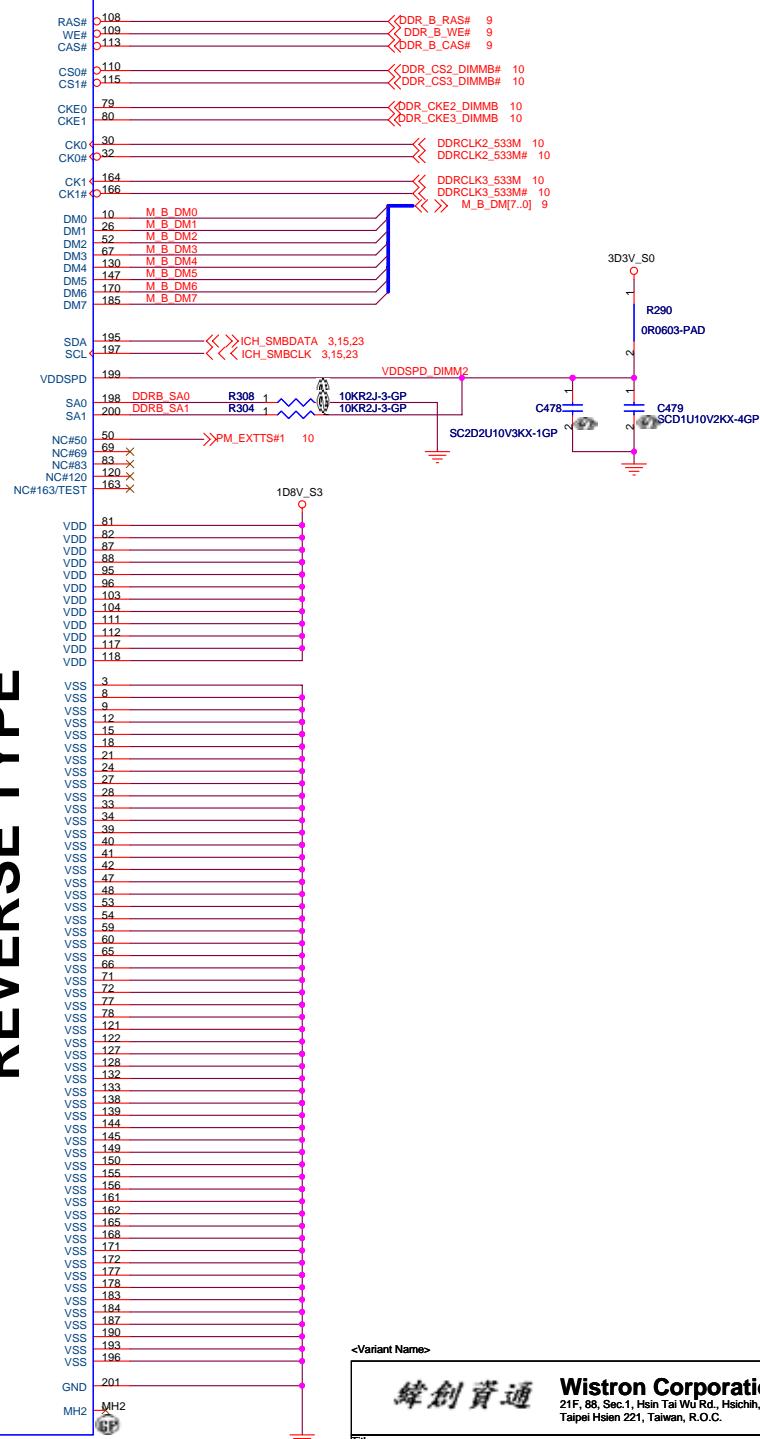 RAS# 108 DDR_B_RAS# 9
WE# 109 DDR_B_WE# 9
CAS# 113 DDR_B_CAS# 9
CS0# 110 DDR_CS2_DIMMB# 10
CS1# 115 DDR_CS3_DIMMB# 10
CKE0 79 DDR_CKE2_DIMMB 10
CKE1 80 DDR_CKE3_DIMMB 10
CK0 30 DDRCLK2_533M 10
CK0# 32 DDRCLK2_533M# 10
CK1 164 DDRCLK3_533M 10
CK1# 166 DDRCLK3_533M# 10
M_B_DM[7..0] 9
DM0 10 M_B_DM0
DM1 26 M_B_DM1
DM2 52 M_B_DM2
DM3 67 M_B_DM3
DM4 130 M_B_DM4
DM5 147 M_B_DM5
DM6 170 M_B_DM6
DM7 185 M_B_DM7
3D3V_S0
1
R290
0R0603-PAD
2
SDA 195 ICH_SMBDATA 3,15,23
SCL 197 ICH_SMBCLK 3,15,23
VDDSPD 199 VDDSPD_DIMM2
SA0 198 DDRB_SA0 R308 1 10KR2J-3-GP
SA1 200 DDRB_SA1 R304 1 10KR2J-3-GP
1 C478 2 SC2D2U10V3KX-1GP
1 C479 2 SCD1U10V2KX-4GP
NC#50 50 PM_EXTTS#1 10
NC#69 69
NC#83 83
NC#120 120
NC#163/TEST 163
1D8V_S3
VDD 81
VDD 82
VDD 87
VDD 88
VDD 95
VDD 96
VDD 103
VDD 104
VDD 111
VDD 112
VDD 117
VDD 118
REVERSE TYPE
VSS 3
VSS 8
VSS 9
VSS 12
VSS 15
VSS 18
VSS 21
VSS 24
VSS 27
VSS 28
VSS 33
VSS 34
VSS 39
VSS 40
VSS 41
VSS 42
VSS 47
VSS 48
VSS 53
VSS 54
VSS 59
VSS 60
VSS 65
VSS 66
VSS 71
VSS 72
VSS 77
VSS 78
VSS 121
VSS 122
VSS 127
VSS 128
VSS 132
VSS 133
VSS 138
VSS 139
VSS 144
VSS 145
VSS 149
VSS 150
VSS 155
VSS 156
VSS 161
VSS 162
VSS 165
VSS 168
VSS 171
VSS 172
VSS 177
VSS 178
VSS 183
VSS 184
VSS 187
VSS 190
VSS 193
VSS 196
GND 201
MH2 MH2
GP
<Variant Name>
緯創資通
Wistron Corporatio
21F, 88, Sec.1, Hsin Tai Wu Rd., Hsichih,
Taipei Hsien 221, Taiwan, R.O.C.